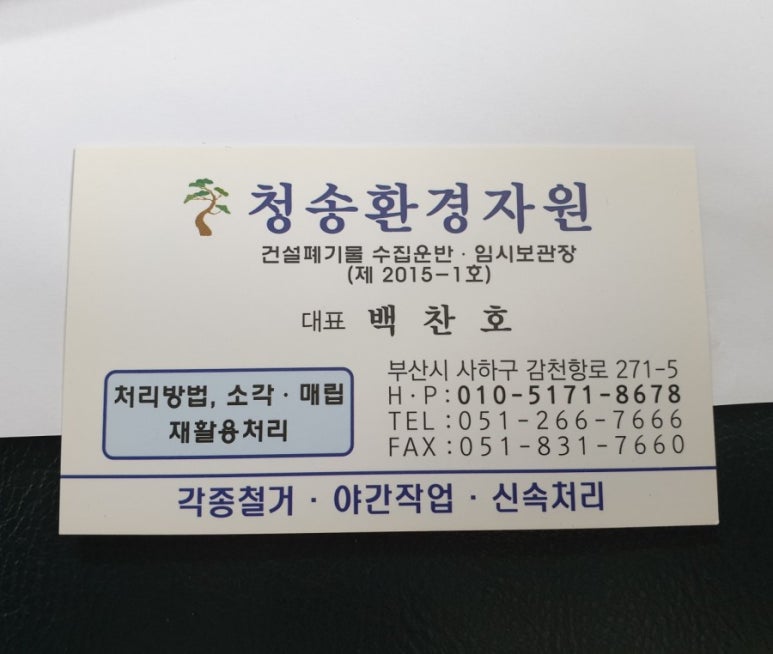 청송환경자원
건설폐기물 수집운반 · 임시보관장
(제 2015-1호)
대표 백찬호
처리방법, 소각 · 매립
재활용처리
부산시 사하구 감천항로 271-5
H·P:010-5171-8678
TEL:051-266-7666
FAX:051-831-7660
각종철거 · 야간작업 · 신속처리